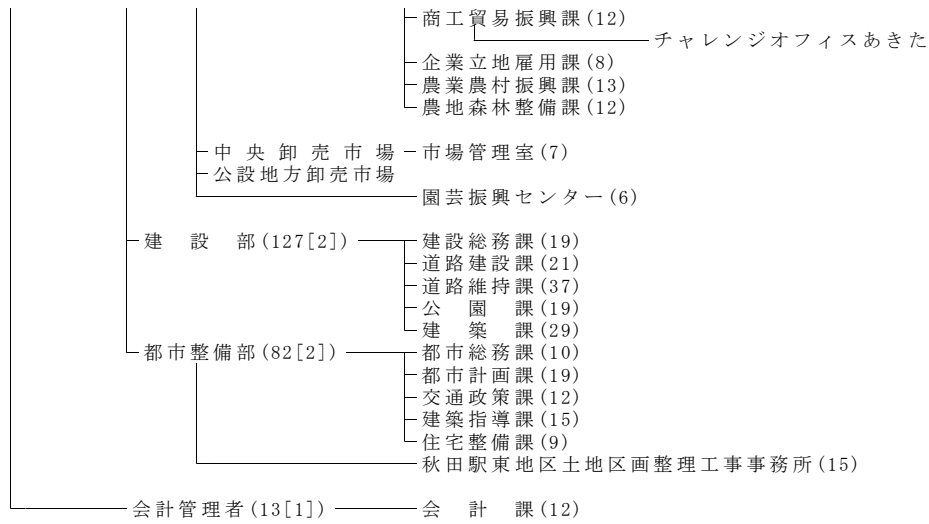 商工貿易振興課(12)
チャレンジオフィスあきた
企業立地雇用課(8)
農業農村振興課(13)
農地森林整備課(12)
中央卸売市場 市場管理室(7)
公設地方卸売市場
園芸振興センター(6)
建設部(127[2]) 建設総務課(19)
道路建設課(21)
道路維持課(37)
公園課(19)
建築課(29)
都市整備部(82[2]) 都市総務課(10)
都市計画課(19)
交通政策課(12)
建築指導課(15)
住宅整備課(9)
秋田駅東地区土地区画整理工事事務所(15)
会計管理者(13[1]) 会計課(12)